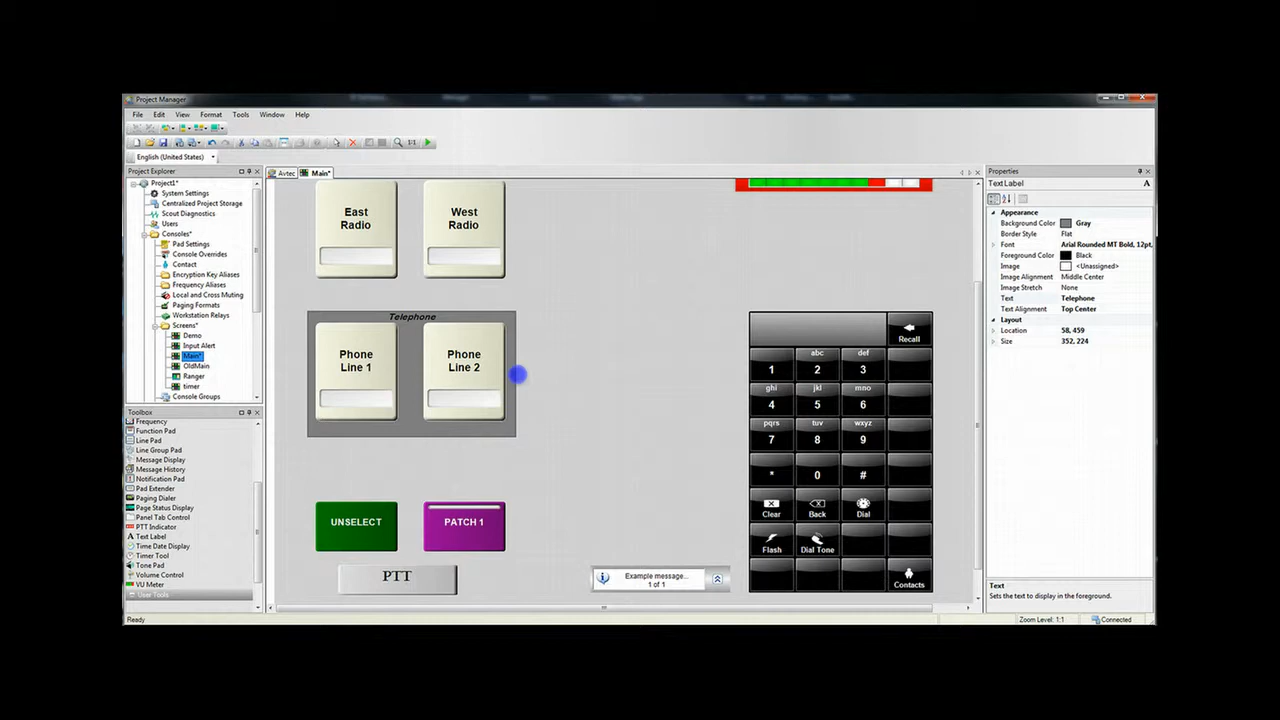 Project Manager
File Edit View Format Tools Window Help
English (United States)
Project Explorer
Project1*
System Settings
Centralized Project Storage
Scout Diagnostics
Users
Consoles*
Pad Settings
Console Overrides
Contact
Encryption Key Aliases
Frequency Aliases
Local and Cross Muting
Paging Formats
Workstation Relays
Screens*
Demo
Input Alert
Main*
OldMain
Ranger
timer
Console Groups
Toolbox
Frequency
Function Pad
Line Pad
Line Group Pad
Message Display
Message History
Notification Pad
Pad Extender
Paging Dialer
Page Status Display
Panel Tab Control
PTT Indicator
Text Label
Time Date Display
Timer Tool
Tone Pad
Volume Control
VU Meter
User Tools
Ready
Avtec Main*
East Radio
West Radio
Telephone
Phone Line 1
Phone Line 2
UNSELECT
PATCH 1
PTT
Example message...
1 of 1
Recall
1
abc
2
def
3
ghi
4
jkl
5
mno
6
pqrs
7
tuv
8
wxyz
9
*
0
#
Clear
Back
Dial
Flash
Dial Tone
Contacts
Properties
Text Label
Appearance
Background Color Gray
Border Style Flat
Font Arial Rounded MT Bold, 12pt,
Foreground Color Black
Image <Unassigned>
Image Alignment Middle Center
Image Stretch None
Text Telephone
Text Alignment Top Center
Layout
Location 58, 459
Size 352, 224
Text
Sets the text to display in the foreground.
Zoom Level: 1:1
Connected